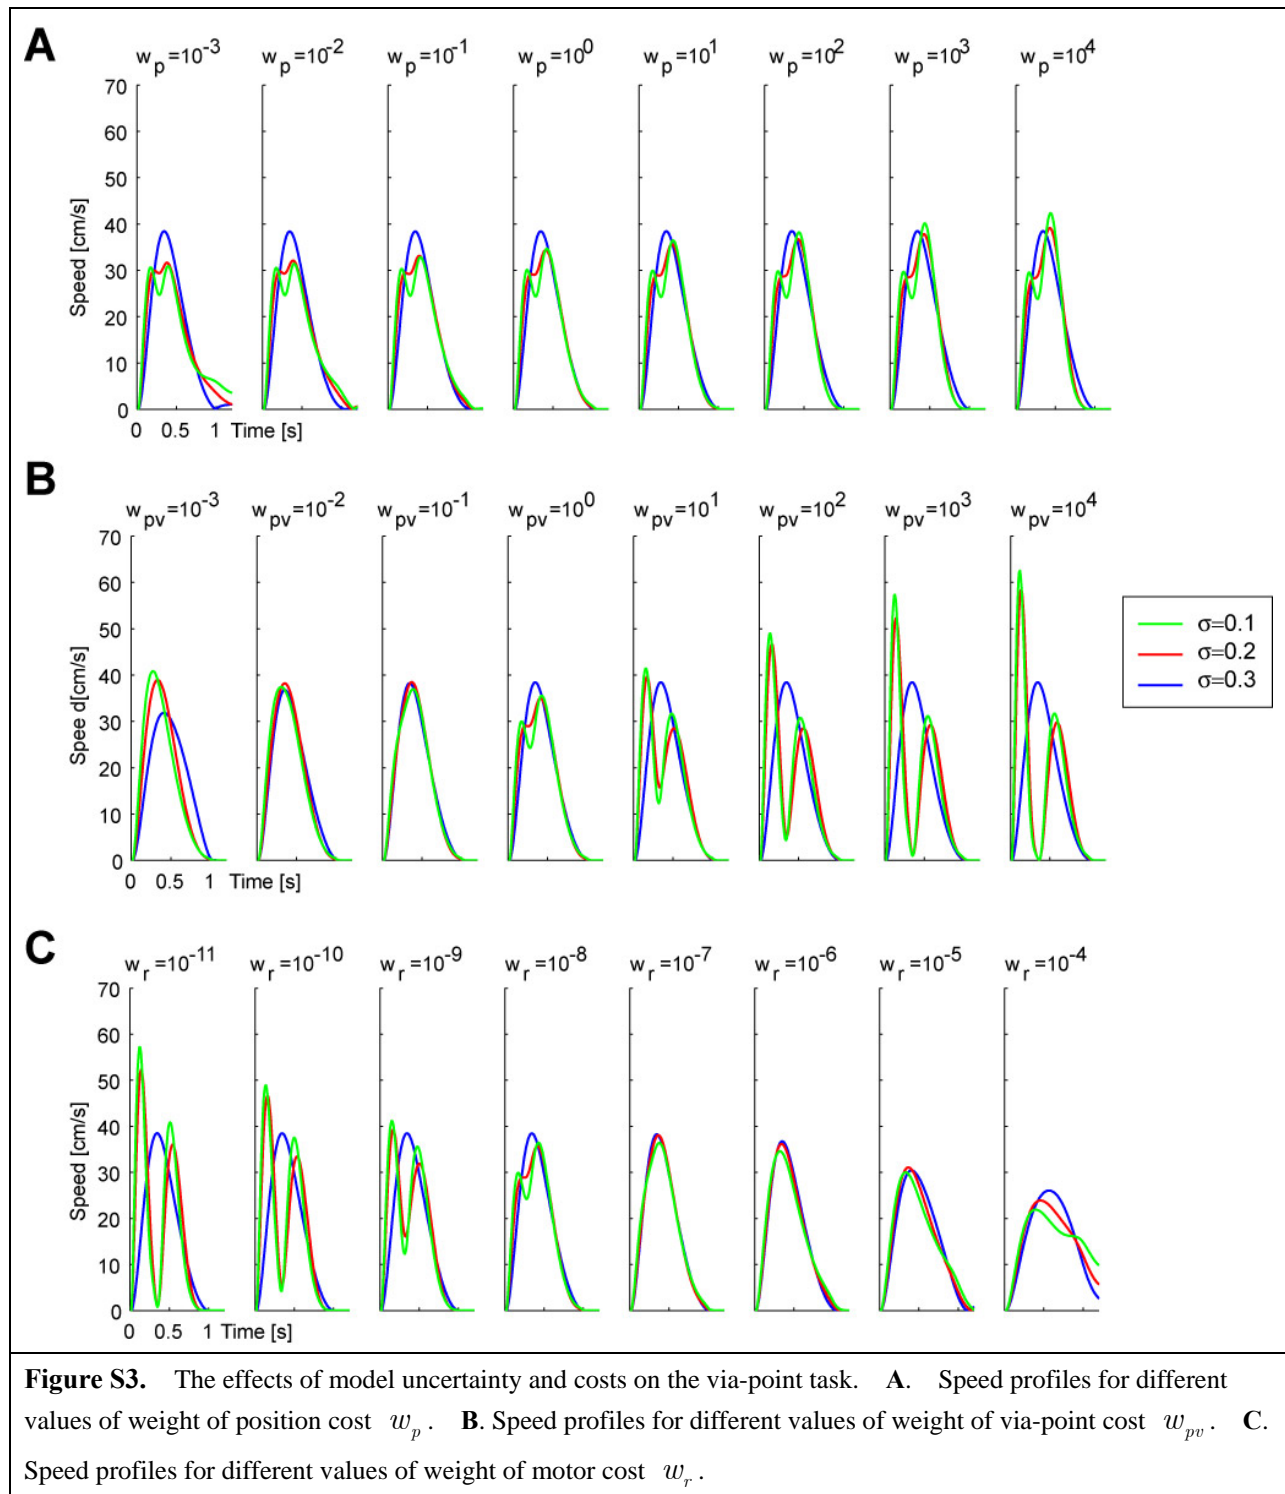 A
w_p=10^-3 w_p=10^-2 w_p=10^-1 w_p=10^0 w_p=10^1 w_p=10^2 w_p=10^3 w_p=10^4
70
60
50
40
30
20
10
0
Speed [cm/s]
0 0.5 1 Time [s]
B
w_pv=10^-3 w_pv=10^-2 w_pv=10^-1 w_pv=10^0 w_pv=10^1 w_pv=10^2 w_pv=10^3 w_pv=10^4
70
60
50
40
30
20
10
0
Spee d[cm/s]
0 0.5 1 Time [s]
σ=0.1
σ=0.2
σ=0.3
C
w_r=10^-11 w_r=10^-10 w_r=10^-9 w_r=10^-8 w_r=10^-7 w_r=10^-6 w_r=10^-5 w_r=10^-4
70
60
50
40
30
20
10
0
Speed [cm/s]
0 0.5 1 Time [s]
Figure S3. The effects of model uncertainty and costs on the via-point task. A. Speed profiles for different
values of weight of position cost w_p. B. Speed profiles for different values of weight of via-point cost w_pv. C.
Speed profiles for different values of weight of motor cost w_r.